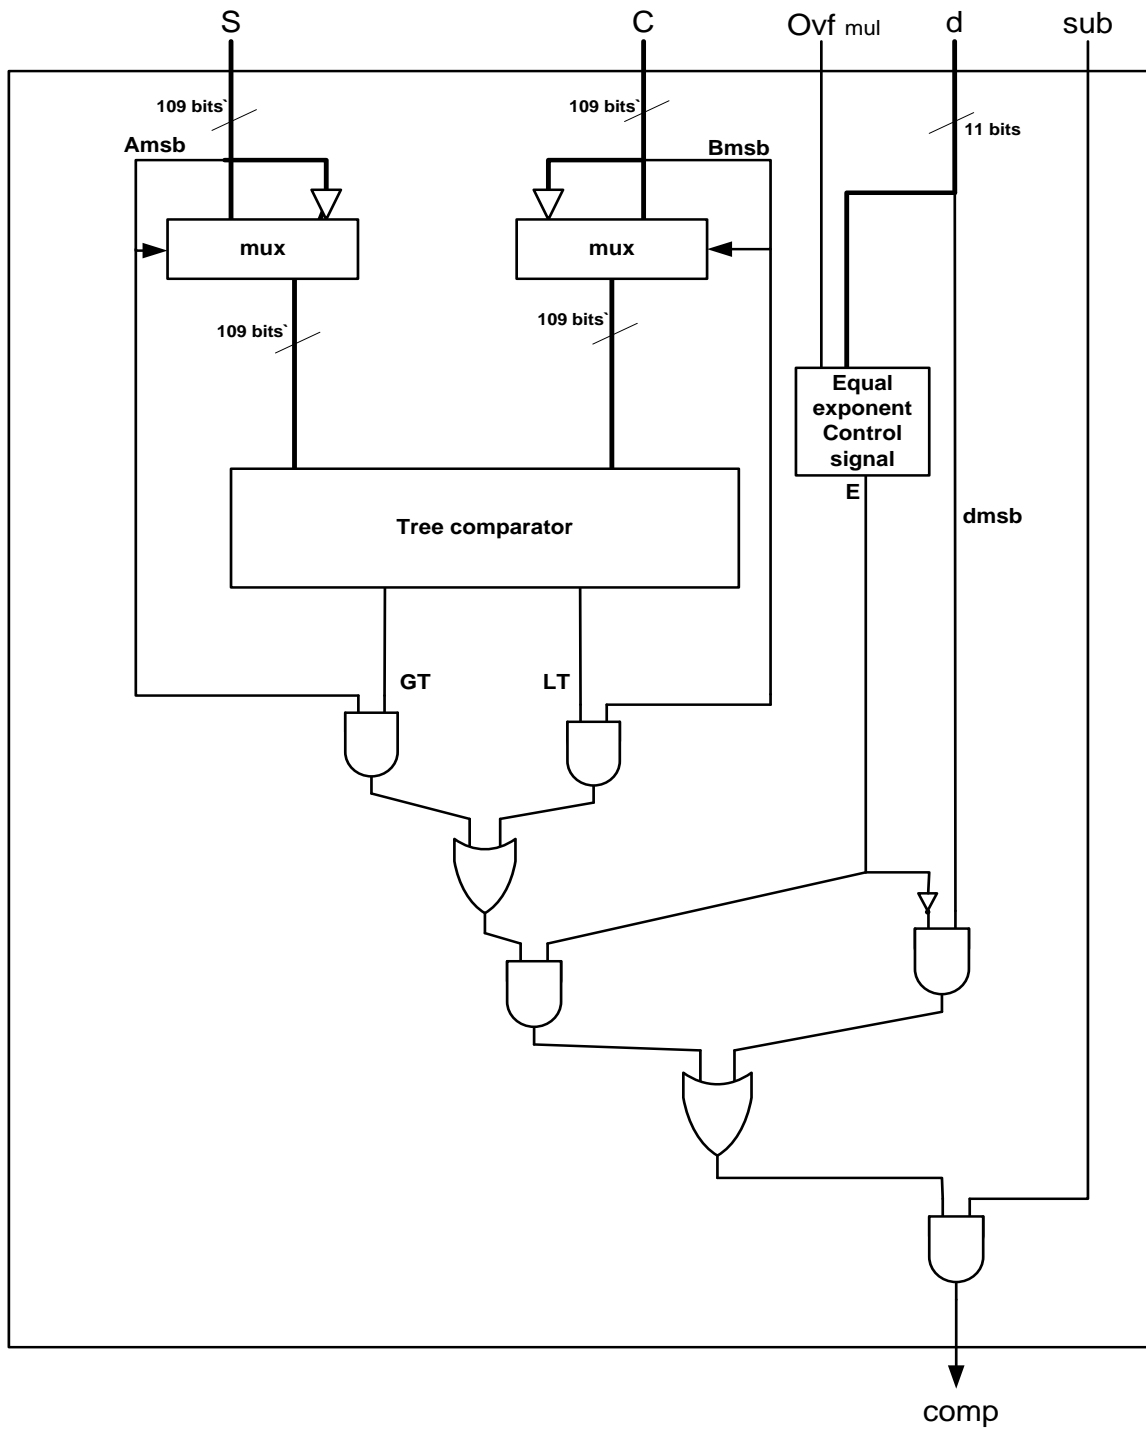 S
C
Ovf mul
d
sub
109 bits`
109 bits`
11 bits
Amsb
Bmsb
mux
mux
109 bits`
109 bits`
Equal
exponent
Control
signal
E
dmsb
Tree comparator
GT
LT
comp